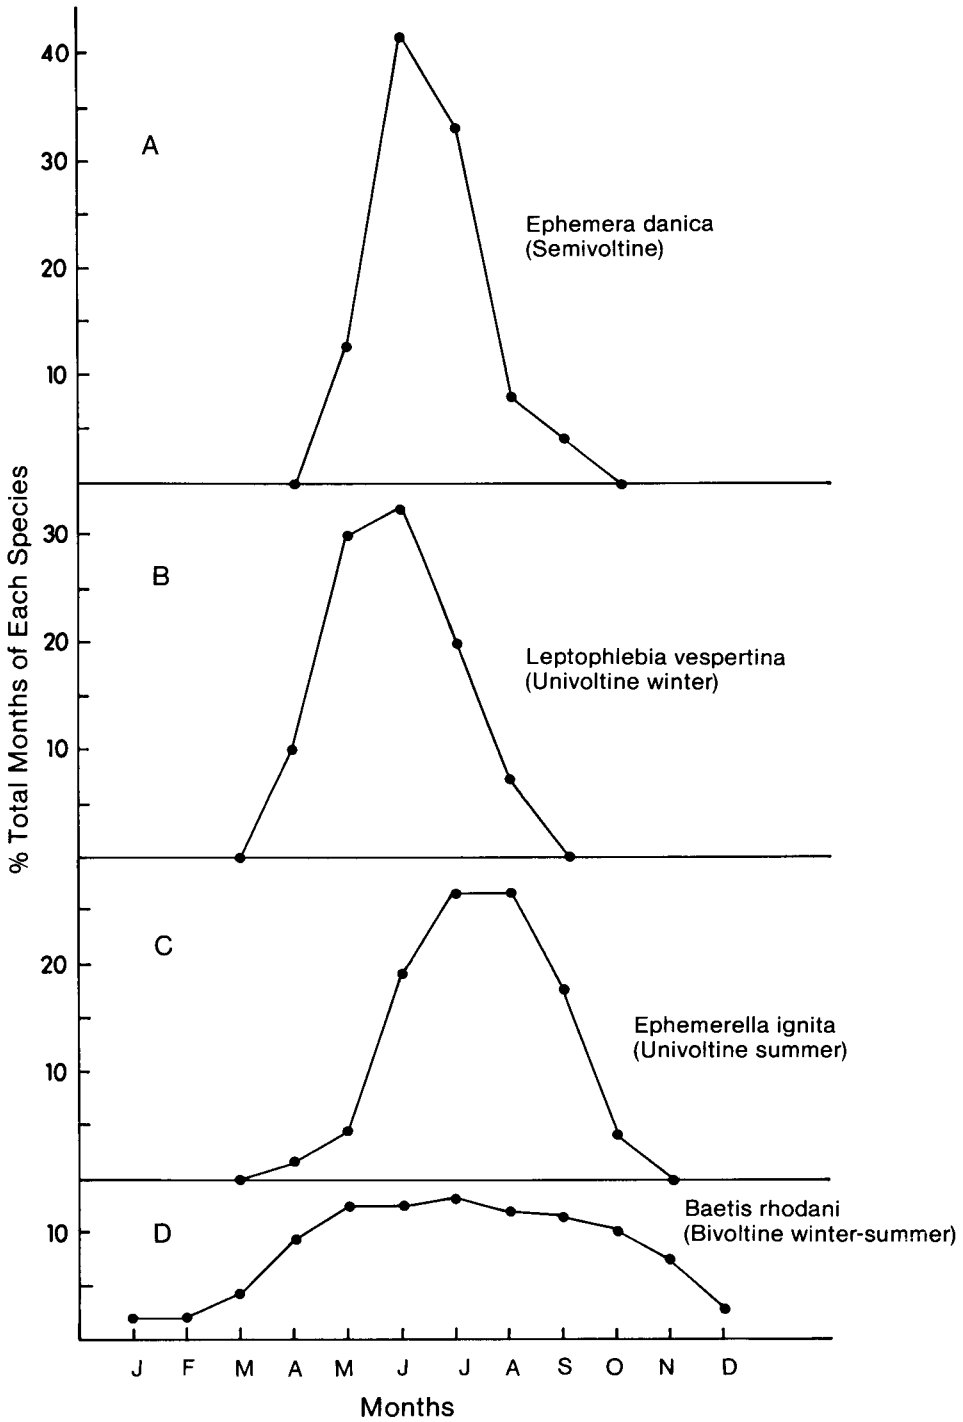 40
30
20
10
A
Ephemera danica
(Semivoltine)
% Total Months of Each Species
30
20
10
B
Leptophlebia vespertina
(Univoltine winter)
20
10
C
Ephemerella ignita
(Univoltine summer)
10
D
Baetis rhodani
(Bivoltine winter-summer)
J F M A M J J A S O N D
Months